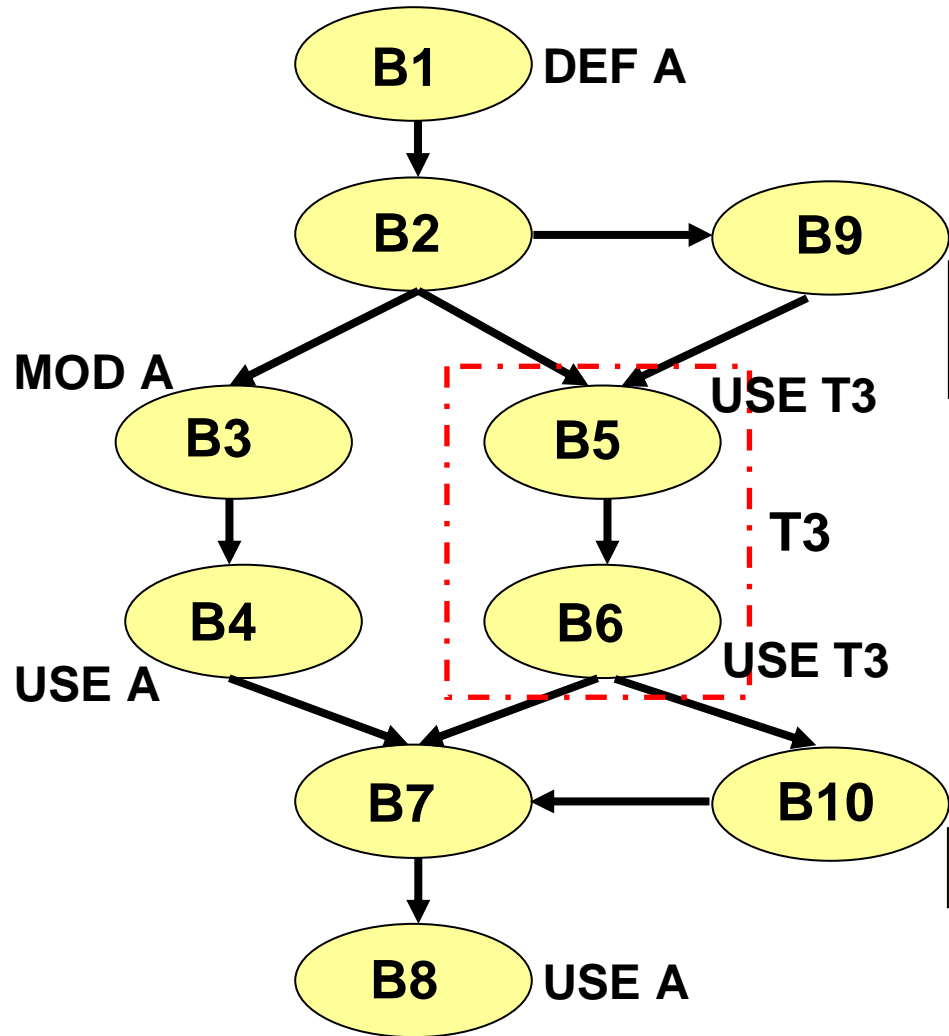 B1 DEF A
B2
B9
MOD A
USE T3
B3
B5
T3
B4
B6
USE A
USE T3
B7
B10
B8 USE A